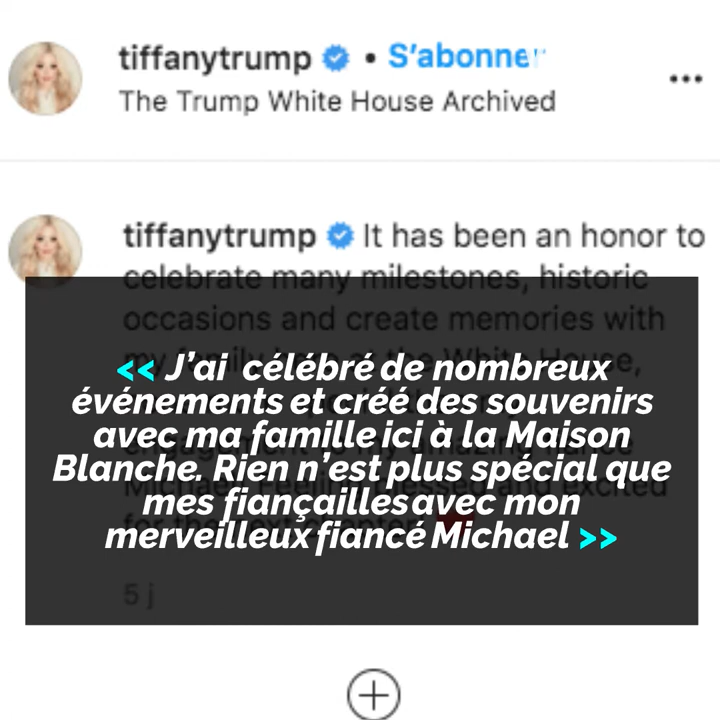 tiffanytrump • S'abonner
The Trump White House Archived
tiffanytrump It has been an honor to
celebrate many milestones, historic
occasions and create memories with
<< J'ai célébré de nombreux
événements et créé des souvenirs
avec ma famille ici à la Maison
Blanche. Rien n'est plus spécial que
mes fiançailles avec mon
merveilleux fiancé Michael >>
5 j